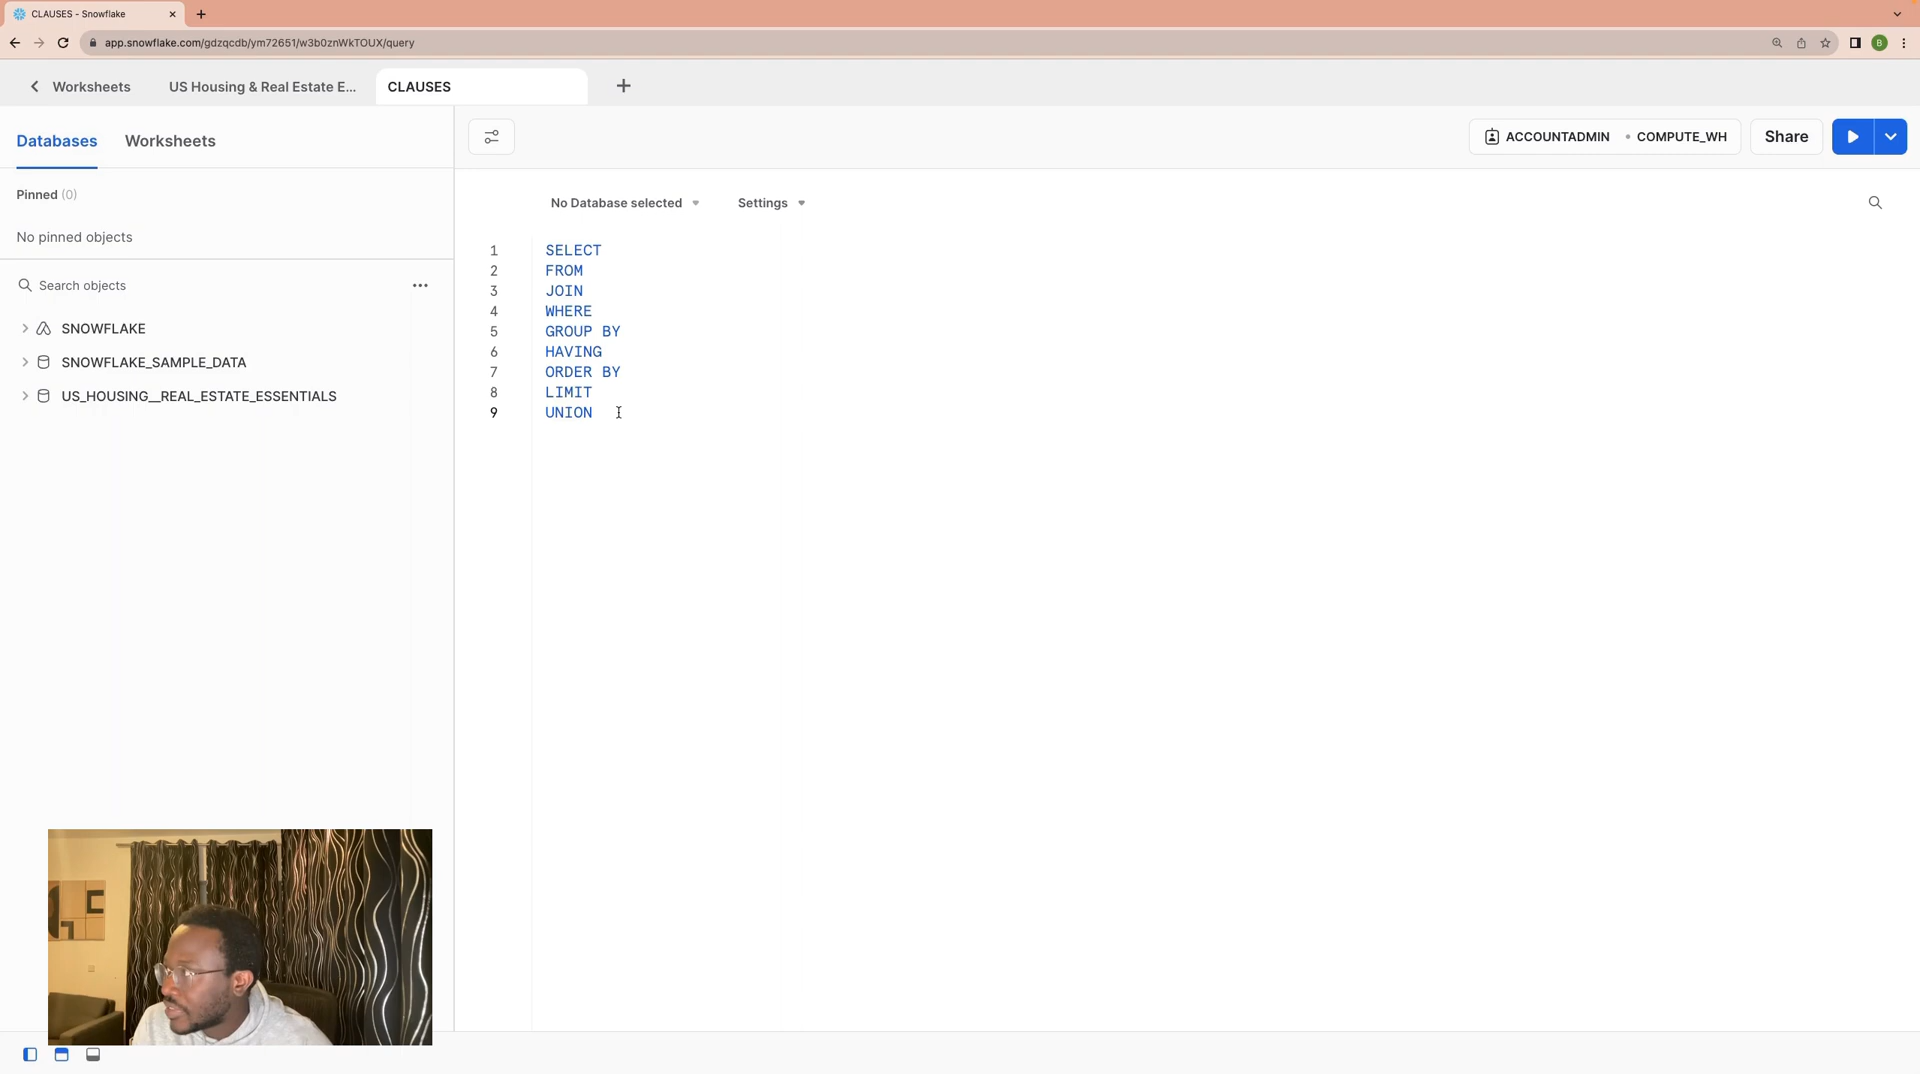 CLAUSES - Snowflake
app.snowflake.com/gdzqcdb/ym72651/w3b0znWkTOUX/query
B
Worksheets
US Housing & Real Estate E...
CLAUSES
Databases
Worksheets
ACCOUNTADMIN
COMPUTE_WH
Share
Pinned (0)
No pinned objects
Search objects
SNOWFLAKE
SNOWFLAKE_SAMPLE_DATA
US_HOUSING__REAL_ESTATE_ESSENTIALS
No Database selected
Settings
1 SELECT
2 FROM
3 JOIN
4 WHERE
5 GROUP BY
6 HAVING
7 ORDER BY
8 LIMIT
9 UNION